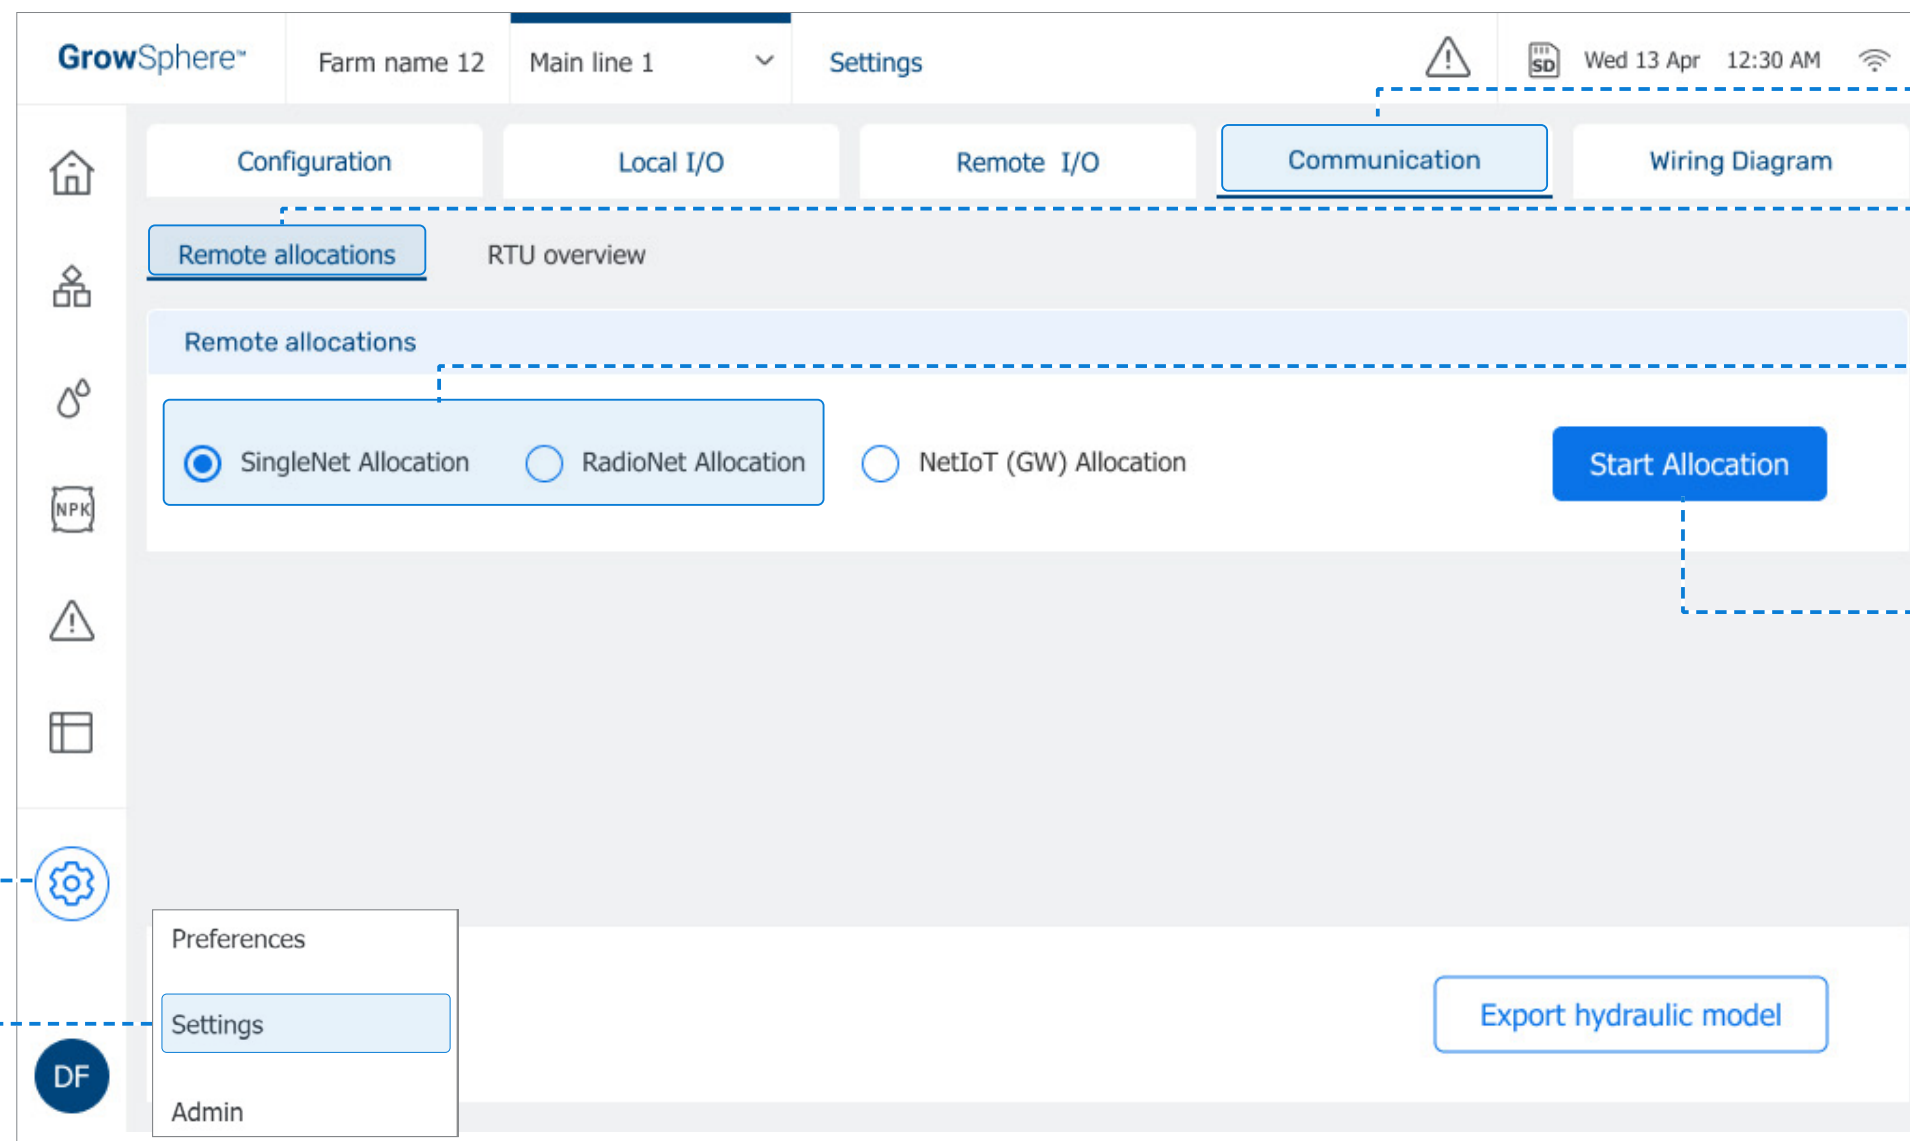 GrowSphere™ Farm name 12 Main line 1 Settings SD Wed 13 Apr 12:30 AM
Configuration Local I/O Remote I/O Communication Wiring Diagram
Remote allocations RTU overview
Remote allocations
SingleNet Allocation RadioNet Allocation NetIoT (GW) Allocation Start Allocation
NPK
Preferences
Settings Export hydraulic model
DF
Admin